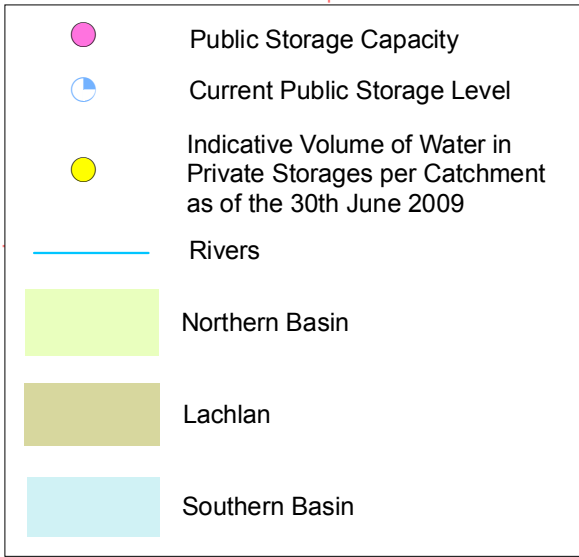 Public Storage Capacity
Current Public Storage Level
Indicative Volume of Water in
Private Storages per Catchment
as of the 30th June 2009
Rivers
Northern Basin
Lachlan
Southern Basin